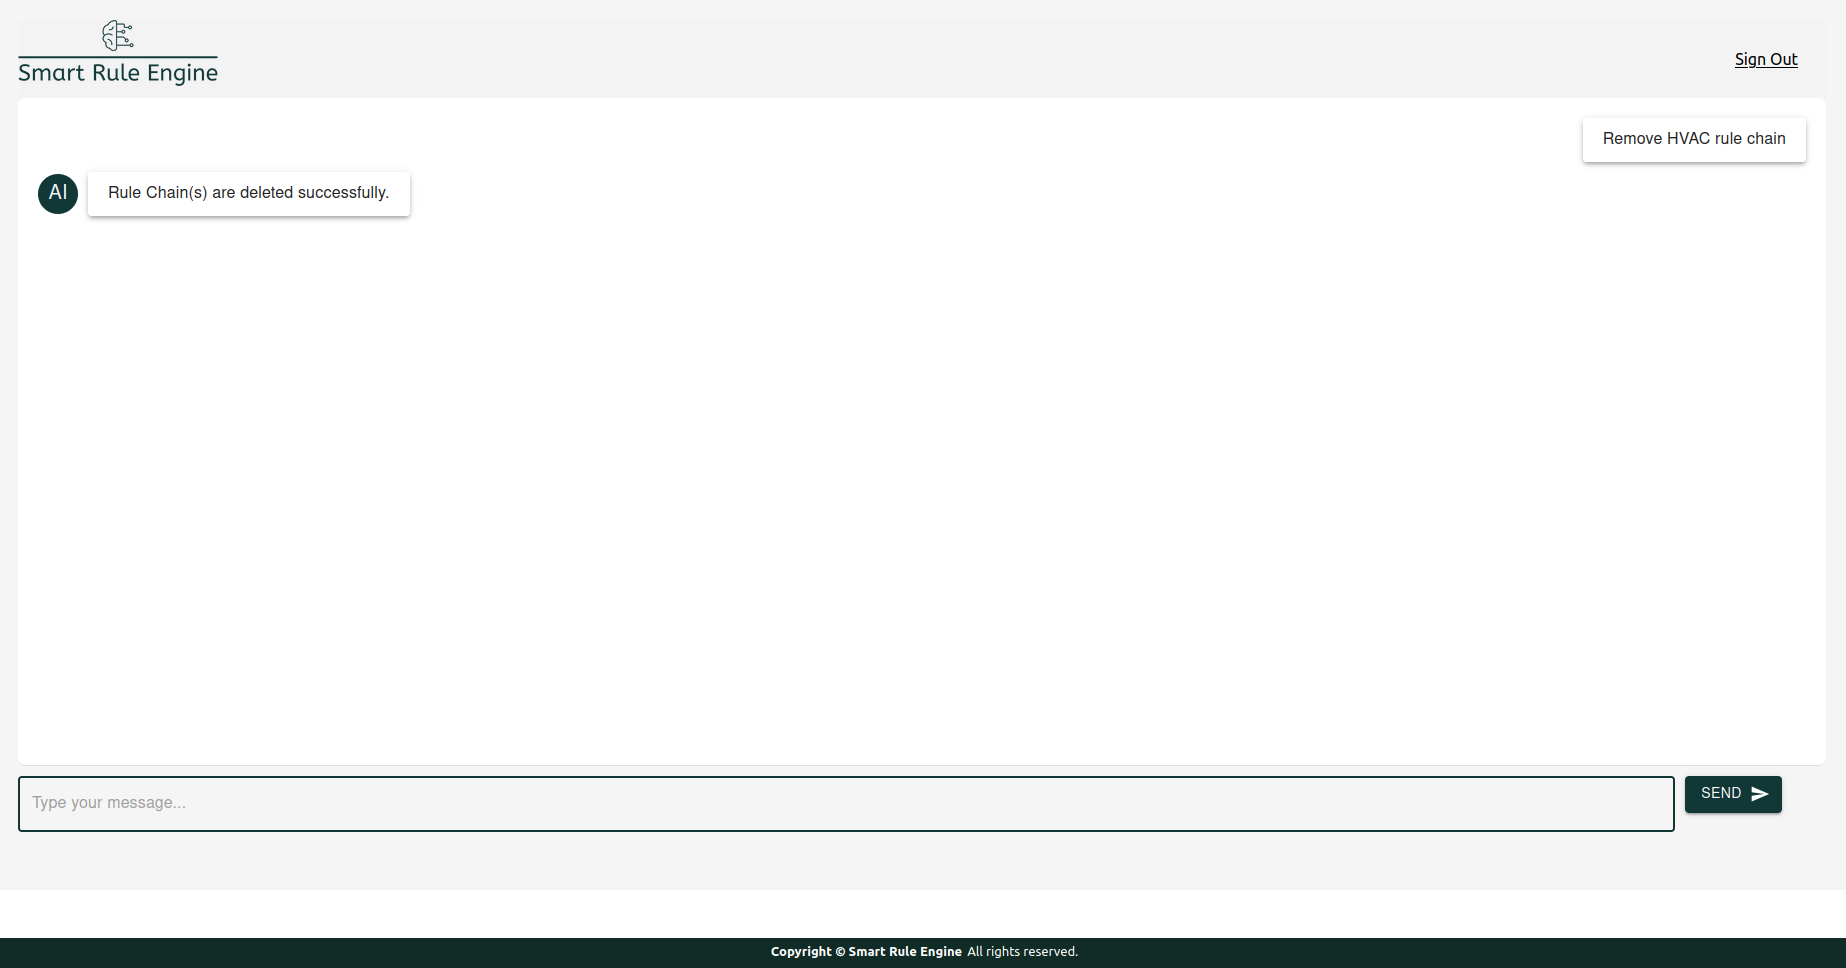 Smart Rule Engine
Sign Out
Remove HVAC rule chain
AI
Rule Chain(s) are deleted successfully.
Type your message...
SEND
Copyright © Smart Rule Engine All rights reserved.